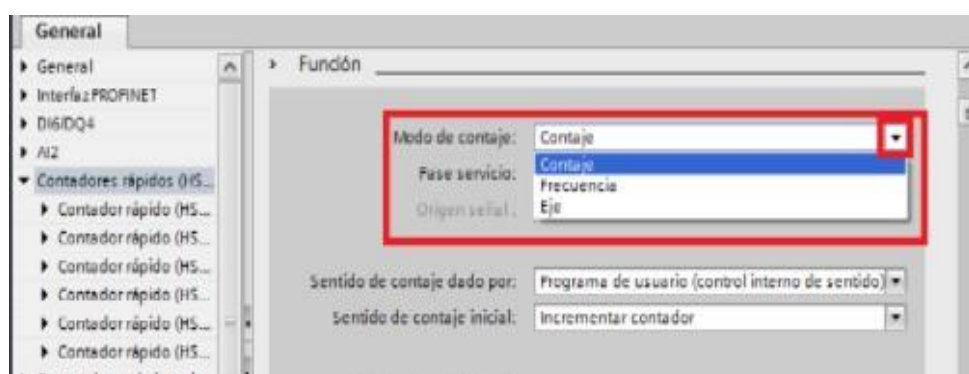 General
General
Interfaz PROFINET
DI6/DQ4
AI2
Contadores rápidos (HS...
Contador rápido (HS...
Contador rápido (HS...
Contador rápido (HS...
Contador rápido (HS...
Contador rápido (HS...
Contador rápido (HS...
Función
Modo de contaje: Contaje
Contaje
Frecuencia
Eje
Fase servicio:
Origen señal.:
Sentido de contaje dado por: Programa de usuario (control interno de sentido)
Sentido de contaje inicial: Incrementar contador